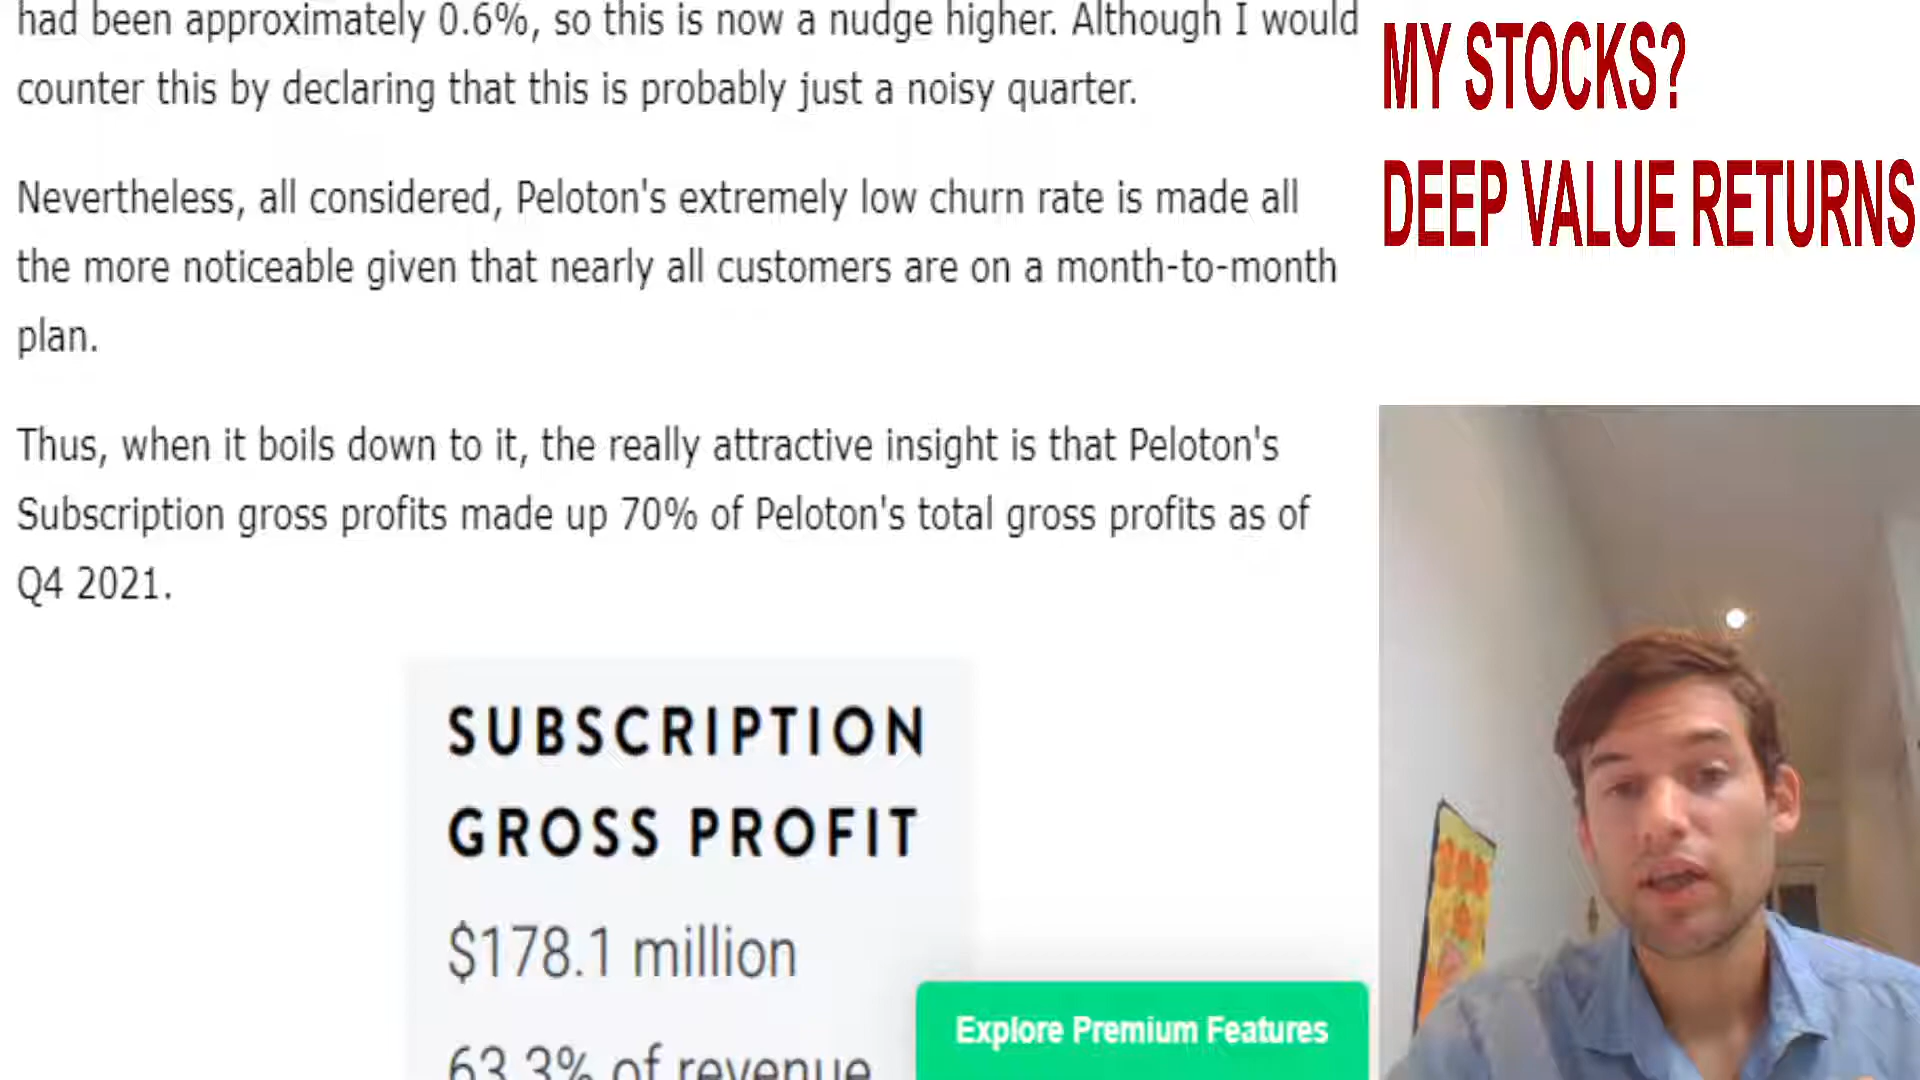 had been approximately 0.6%, so this is now a nudge higher. Although I would
counter this by declaring that this is probably just a noisy quarter.
Nevertheless, all considered, Peloton's extremely low churn rate is made all
the more noticeable given that nearly all customers are on a month-to-month
plan.
Thus, when it boils down to it, the really attractive insight is that Peloton's
Subscription gross profits made up 70% of Peloton's total gross profits as of
Q4 2021.
SUBSCRIPTION
GROSS PROFIT
$178.1 million
63.3% of revenue
Explore Premium Features
MY STOCKS?
DEEP VALUE RETURNS